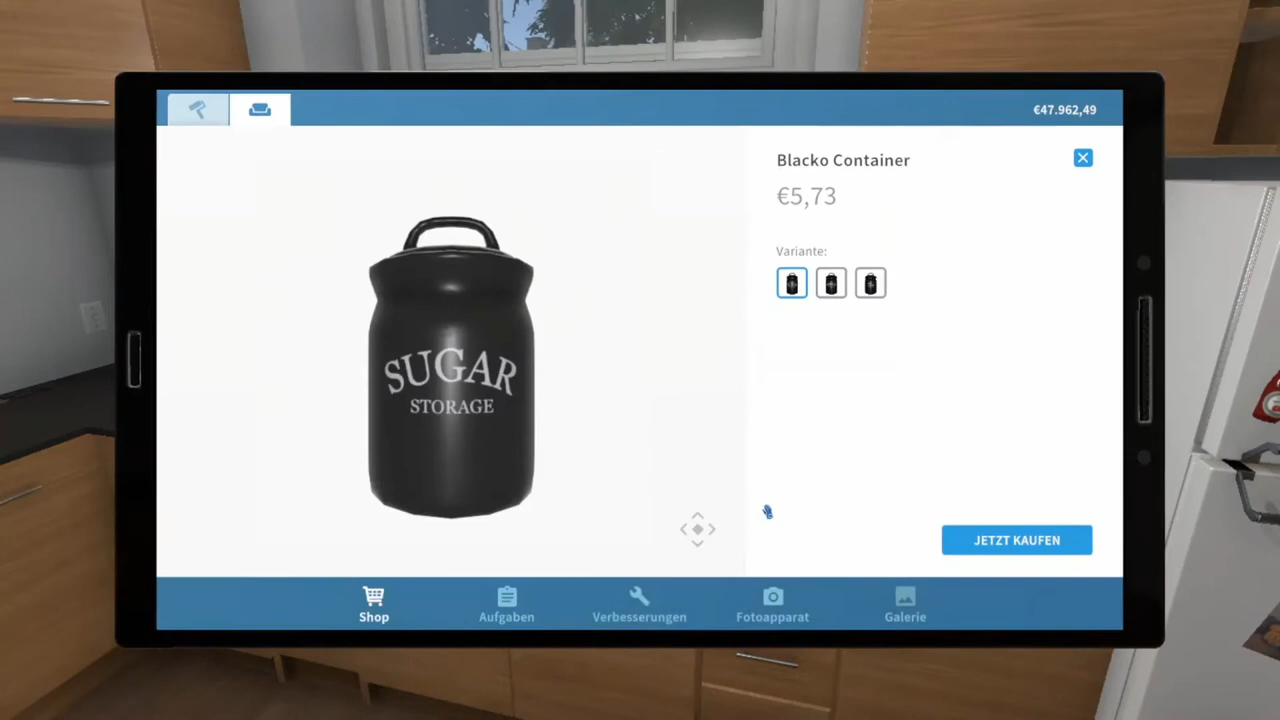 €47.962,49
Blacko Container
€5,73
Variante:
SUGAR
STORAGE
JETZT KAUFEN
Shop
Aufgaben
Verbesserungen
Fotoapparat
Galerie